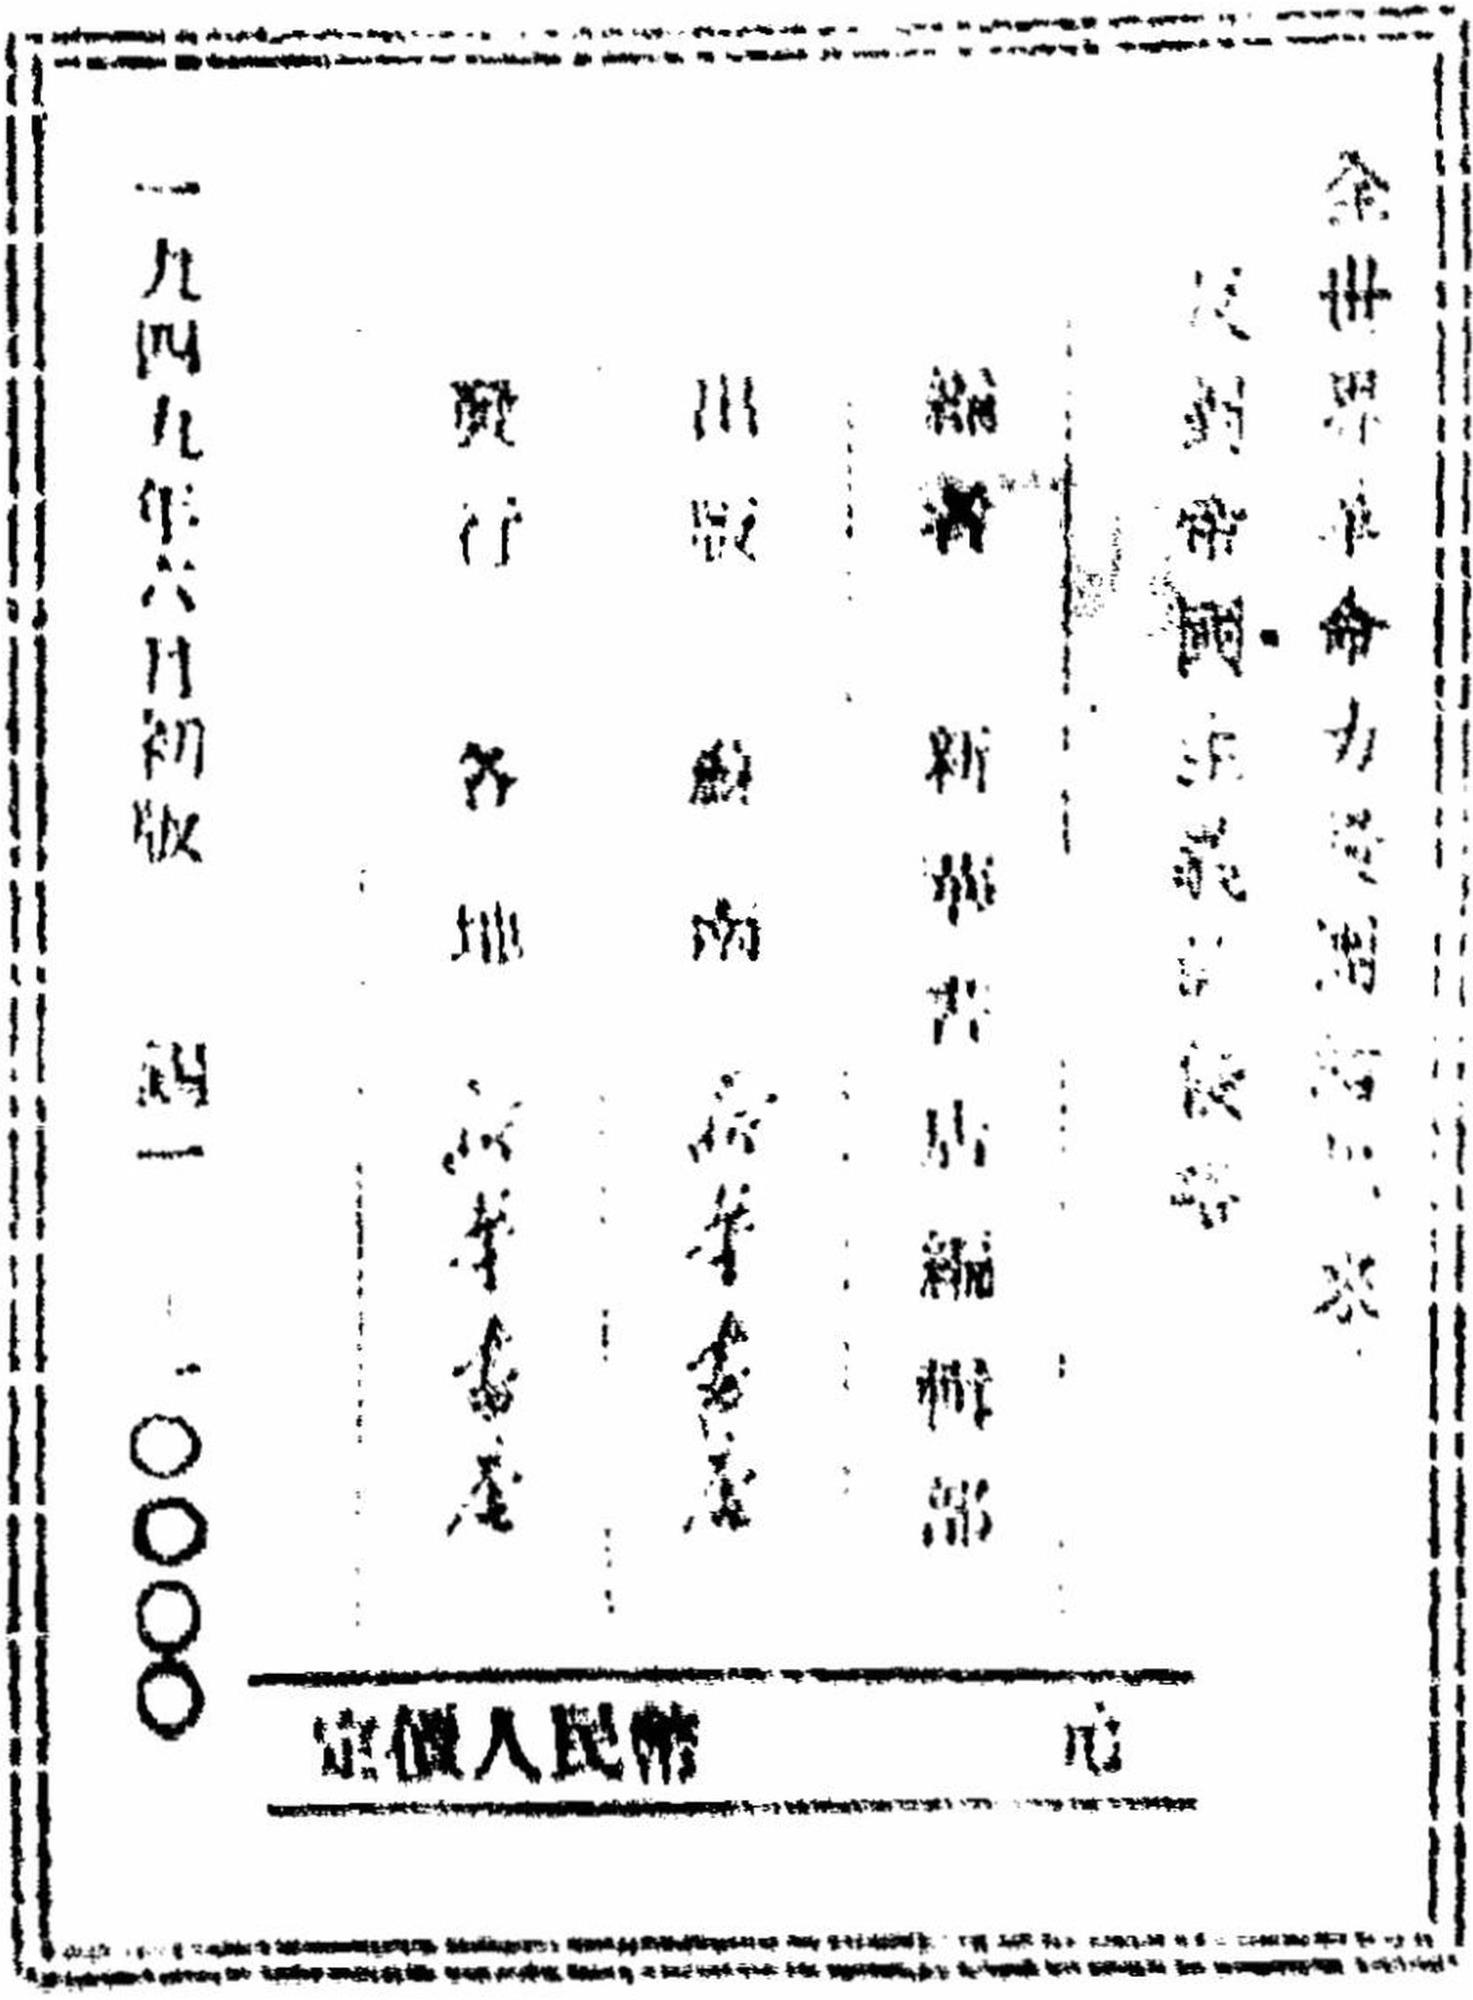 全世界革命力量團結起來
反對帝國主義的侵略
編者 新華書店編輯部
出版 蘇南新華書店
發行 各地新華書店
一九四九年六月初版 錫一 一〇〇〇〇
定價人民幣 元